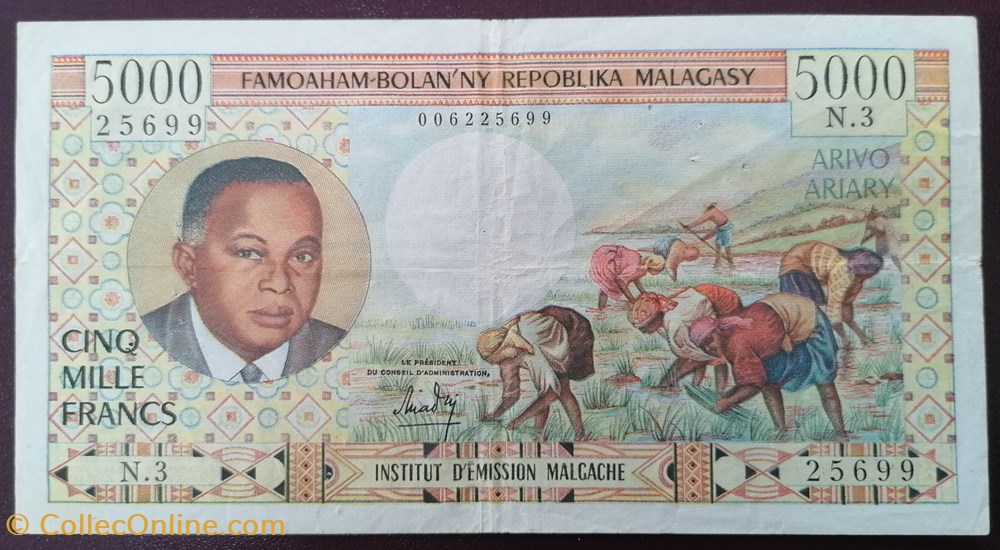 5000
FAMOAHAM-BOLAN'NY REPOBLIKA MALAGASY
5000
25699
006225699
N.3
ARIVO
ARIARY
CINQ
MILLE
FRANCS
LE PRÉSIDENT
DU CONSEIL D'ADMINISTRATION,
N.3
INSTITUT D'EMISSION MALGACHE
25699
© CollecOnline.com